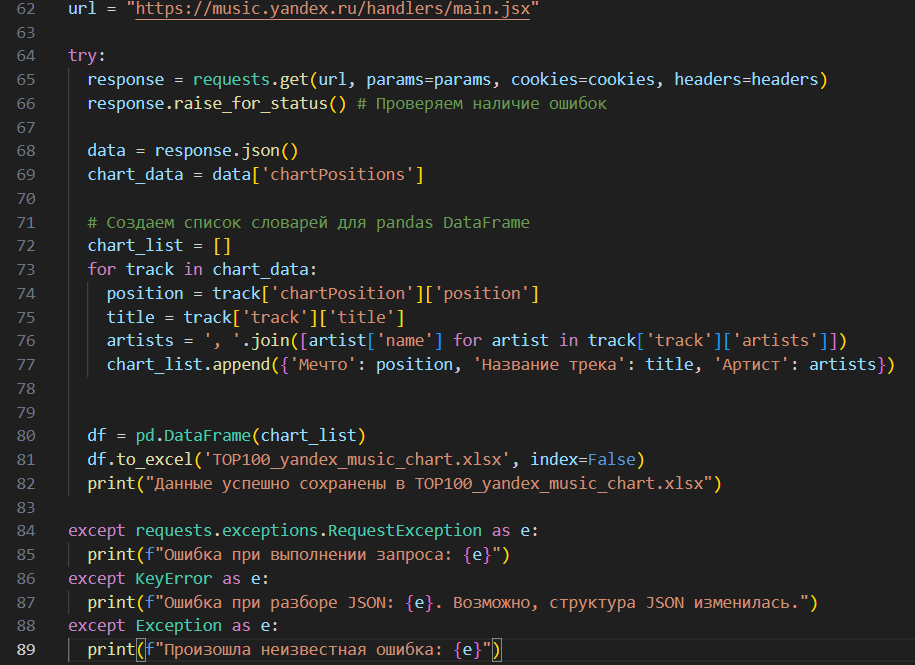 62 url = "https://music.yandex.ru/handlers/main.jsx"
63
64 try:
65 response = requests.get(url, params=params, cookies=cookies, headers=headers)
66 response.raise_for_status() # Проверяем наличие ошибок
67
68 data = response.json()
69 chart_data = data['chartPositions']
70
71 # Создаем список словарей для pandas DataFrame
72 chart_list = []
73 for track in chart_data:
74 position = track['chartPosition']['position']
75 title = track['track']['title']
76 artists = ', '.join([artist['name'] for artist in track['track']['artists']])
77 chart_list.append({'Мечто': position, 'Название трека': title, 'Артист': artists})
78
79
80 df = pd.DataFrame(chart_list)
81 df.to_excel('TOP100_yandex_music_chart.xlsx', index=False)
82 print("Данные успешно сохранены в TOP100_yandex_music_chart.xlsx")
83
84 except requests.exceptions.RequestException as e:
85 print(f"Ошибка при выполнении запроса: {e}")
86 except KeyError as e:
87 print(f"Ошибка при разборе JSON: {e}. Возможно, структура JSON изменилась.")
88 except Exception as e:
89 print(f"Произошла неизвестная ошибка: {e}")